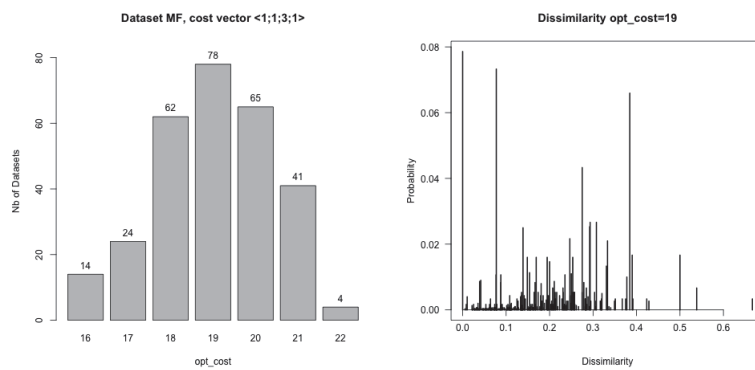 Dataset MF, cost vector <1;1;3;1>
Nb of Datasets
0
20
40
60
80
14
24
62
78
65
41
4
16 17 18 19 20 21 22
opt_cost
Dissimilarity opt_cost=19
Probability
0.00
0.02
0.04
0.06
0.08
0.0 0.1 0.2 0.3 0.4 0.5 0.6
Dissimilarity